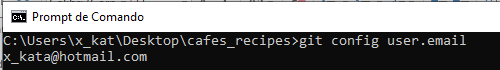 Prompt de Comando
C:\Users\x_kat\Desktop\cafes_recipes>git config user.email
x_kata@hotmail.com